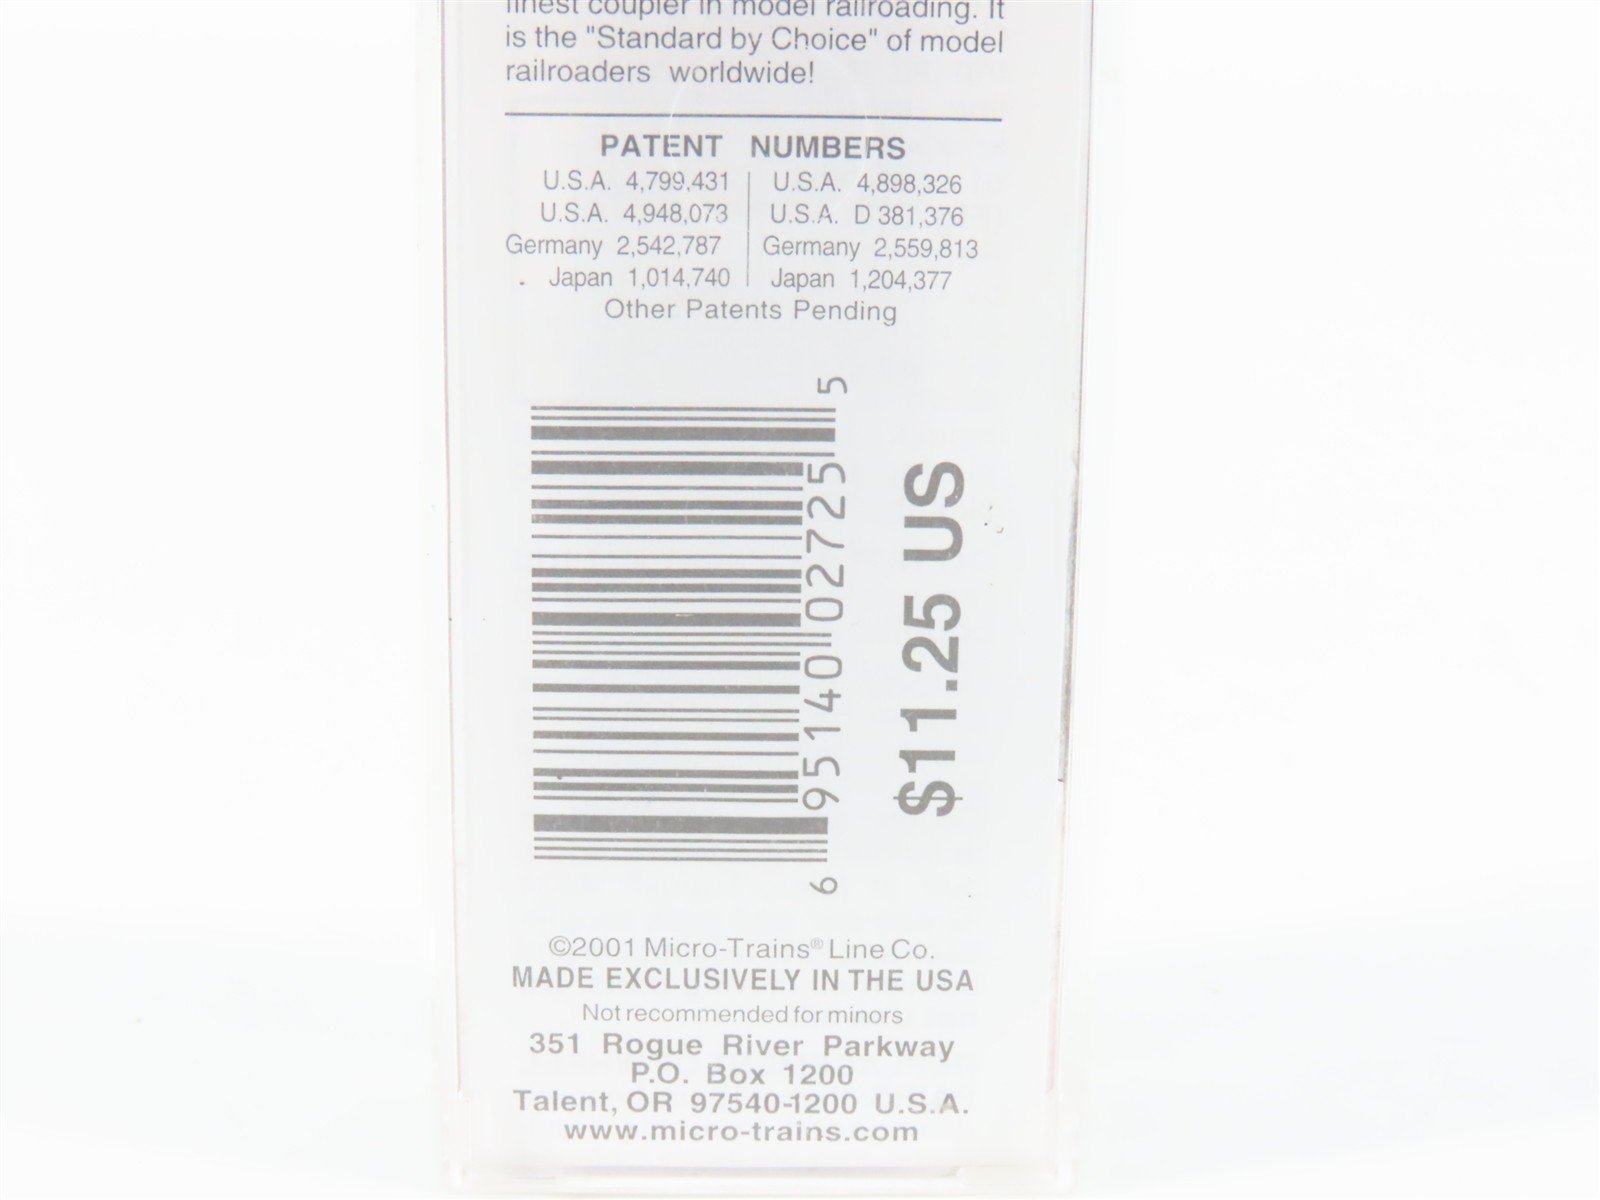 finest coupler in model railroading. It
is the "Standard by Choice" of model
railroaders worldwide!
PATENT NUMBERS
U.S.A. 4,799,431 | U.S.A. 4,898,326
U.S.A. 4,948,073 | U.S.A. D 381,376
Germany 2,542,787 | Germany 2,559,813
Japan 1,014,740 | Japan 1,204,377
Other Patents Pending
6 95140 02725 5
$11.25 US
©2001 Micro-Trains® Line Co.
MADE EXCLUSIVELY IN THE USA
Not recommended for minors
351 Rogue River Parkway
P.O. Box 1200
Talent, OR 97540-1200 U.S.A.
www.micro-trains.com